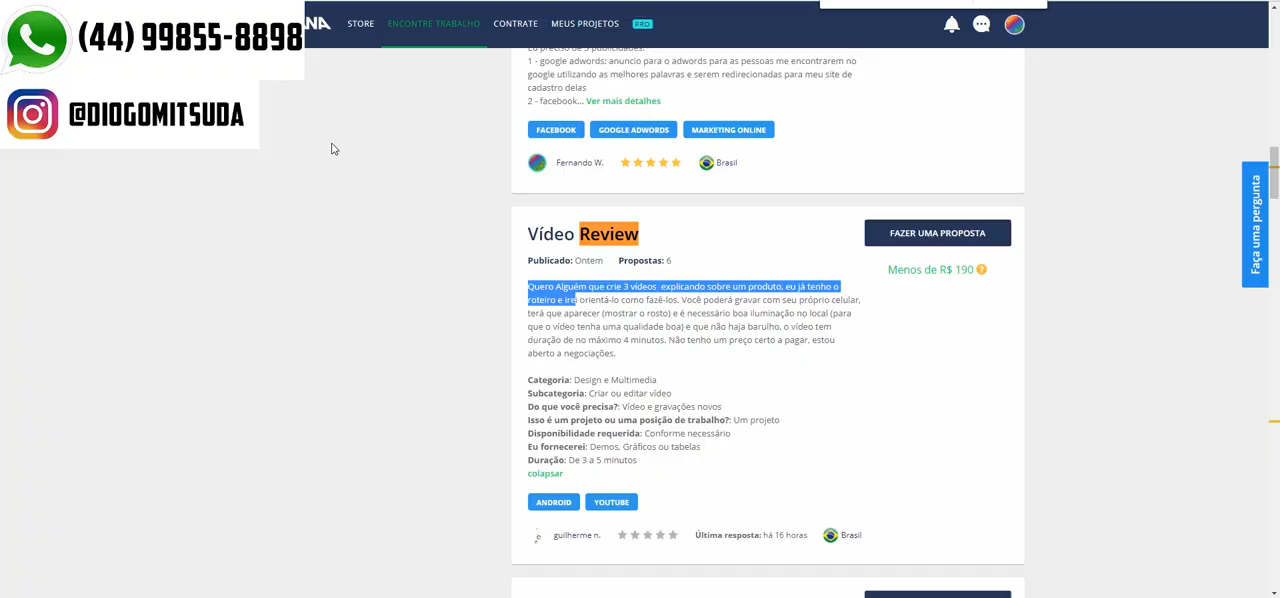 (44) 99855-8898
NA
STORE
ENCONTRE TRABALHO
CONTRATE
MEUS PROJETOS
PRO
@DIOGOMITSUDA
Eu preciso de 3 publicidades.
1 - google adwords: anuncio para o adwords para as pessoas me encontrarem no
google utilizando as melhores palavras e serem redirecionadas para meu site de
cadastro delas
2 - facebook... Ver mais detalhes
FACEBOOK
GOOGLE ADWORDS
MARKETING ONLINE
Fernando W.
Brasil
Faça uma pergunta
Vídeo Review
FAZER UMA PROPOSTA
Publicado: Ontem Propostas: 6
Menos de R$ 190 ?
Quero Alguém que crie 3 vídeos explicando sobre um produto, eu já tenho o
roteiro e irei orientá-lo como fazê-los. Você poderá gravar com seu próprio celular,
terá que aparecer (mostrar o rosto) e é necessário boa iluminação no local (para
que o vídeo tenha uma qualidade boa) e que não haja barulho, o vídeo tem
duração de no máximo 4 minutos. Não tenho um preço certo a pagar, estou
aberto a negociações.
Categoria: Design e Multimedia
Subcategoria: Criar ou editar vídeo
Do que você precisa?: Vídeo e gravações novos
Isso é um projeto ou uma posição de trabalho?: Um projeto
Disponibilidade requerida: Conforme necessário
Eu fornecerei: Demos, Gráficos ou tabelas
Duração: De 3 a 5 minutos
colapsar
ANDROID
YOUTUBE
guilherme n.
Última resposta: há 16 horas
Brasil